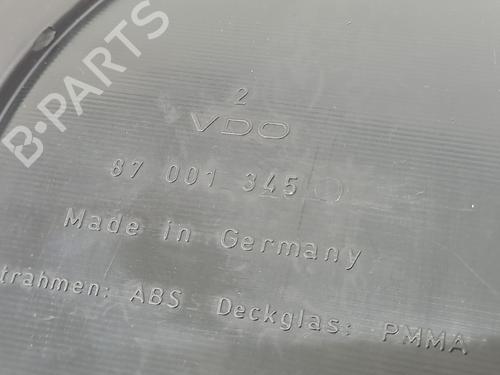 2
VDO
87 001 345
Made in Germany
trahmen: ABS Deckglas: PMMA
B-PARTS